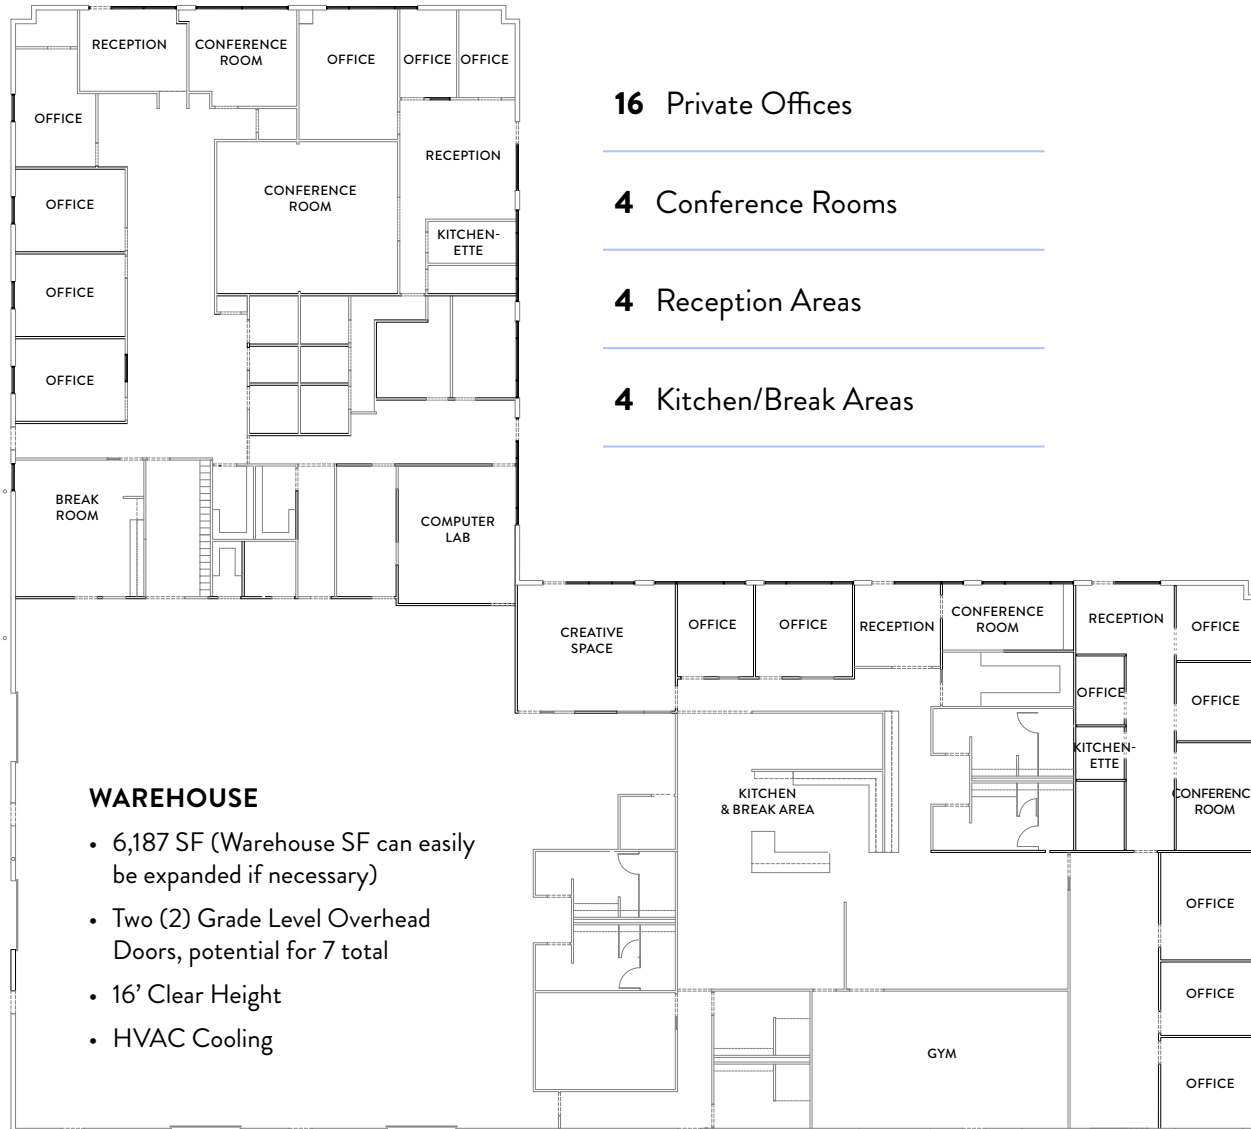 RECEPTION
CONFERENCE
ROOM
OFFICE
OFFICE
OFFICE
OFFICE
RECEPTION
OFFICE
CONFERENCE
ROOM
KITCHEN-
ETTE
OFFICE
OFFICE
BREAK
ROOM
COMPUTER
LAB
16 Private Offices
4 Conference Rooms
4 Reception Areas
4 Kitchen/Break Areas
CREATIVE
SPACE
OFFICE
OFFICE
RECEPTION
CONFERENCE
ROOM
RECEPTION
OFFICE
OFFICE
OFFICE
KITCHEN-
ETTE
CONFERENC
ROOM
KITCHEN
& BREAK AREA
OFFICE
OFFICE
GYM
OFFICE
WAREHOUSE
• 6,187 SF (Warehouse SF can easily
be expanded if necessary)
• Two (2) Grade Level Overhead
Doors, potential for 7 total
• 16’ Clear Height
• HVAC Cooling